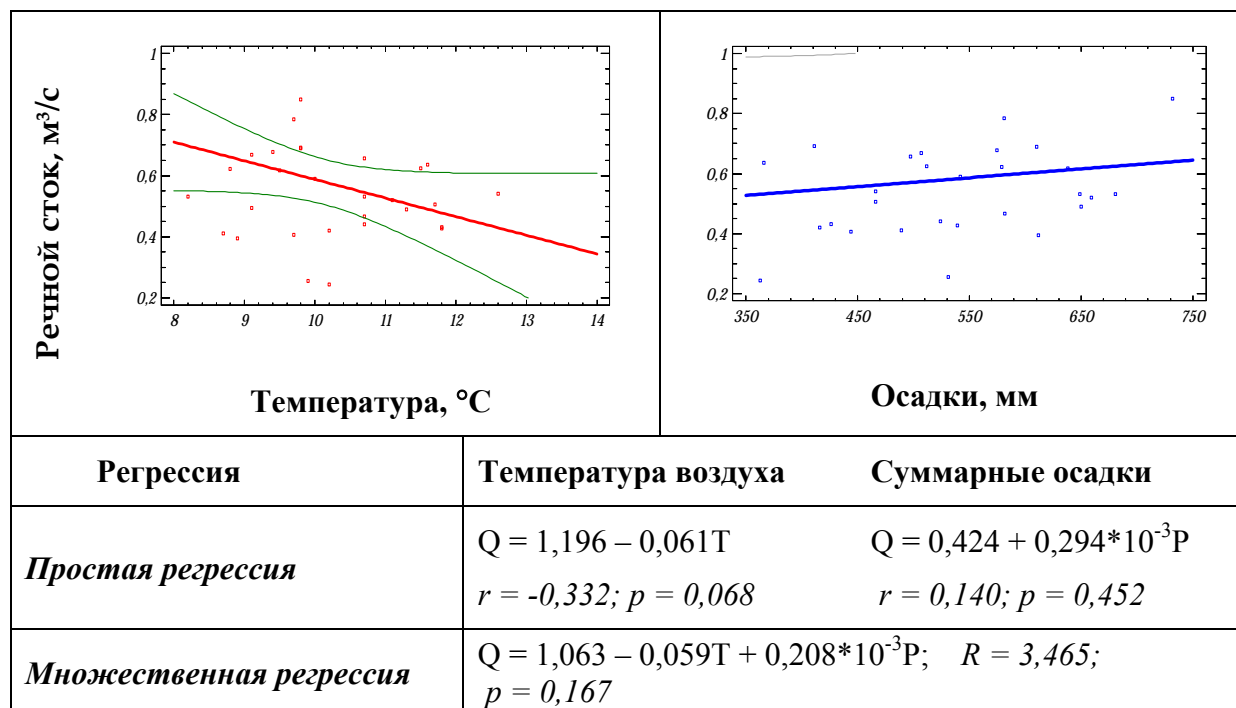 Речной сток, м³/с
1
0,8
0,6
0,4
0,2
8 9 10 11 12 13 14
Температура, °C
1
0,8
0,6
0,4
0,2
350 450 550 650 750
Осадки, мм
Регрессия Температура воздуха Суммарные осадки
Простая регрессия
Q = 1,196 – 0,061T Q = 0,424 + 0,294*10⁻³P
r = -0,332; p = 0,068 r = 0,140; p = 0,452
Множественная регрессия
Q = 1,063 – 0,059T + 0,208*10⁻³P; R = 3,465;
p = 0,167